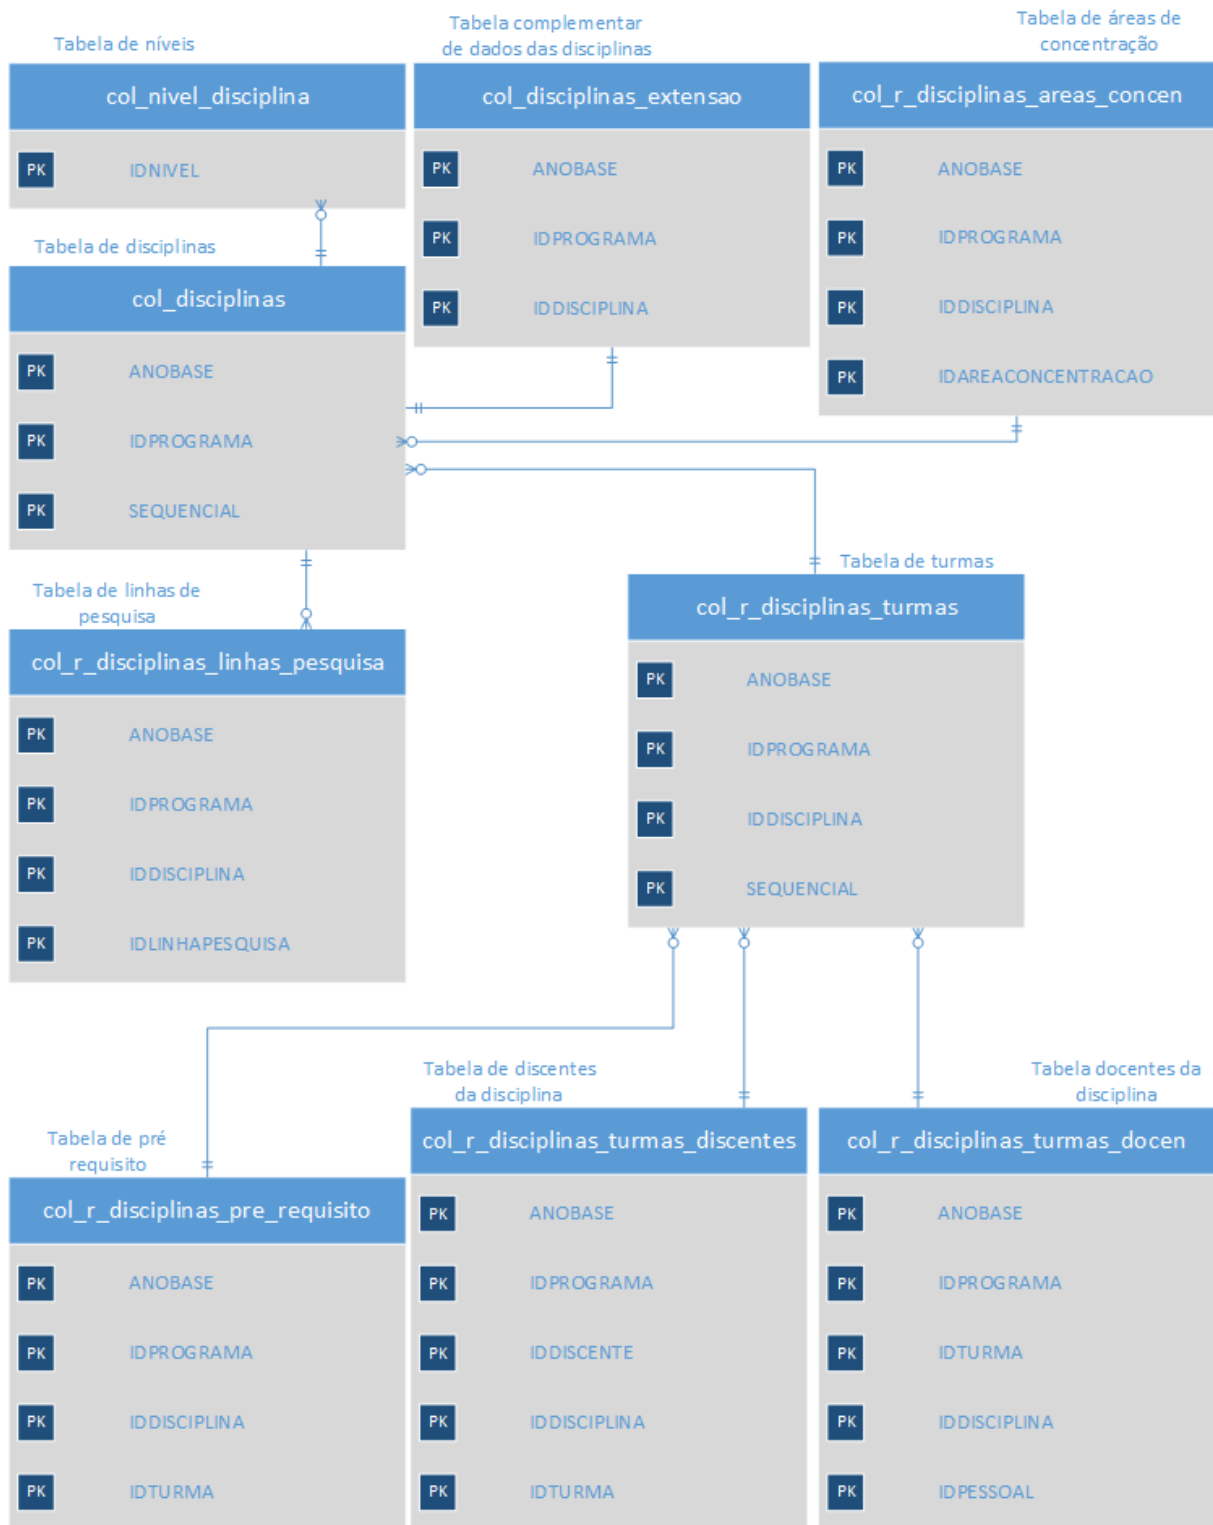 Tabela de níveis
col_nivel_disciplina
PK IDNIVEL
Tabela complementar
de dados das disciplinas
col_disciplinas_extensao
PK ANOBASE
PK IDPROGRAMA
PK IDDISCIPLINA
Tabela de áreas de
concentração
col_r_disciplinas_areas_concen
PK ANOBASE
PK IDPROGRAMA
PK IDDISCIPLINA
PK IDAREACONCENTRACAO
Tabela de disciplinas
col_disciplinas
PK ANOBASE
PK IDPROGRAMA
PK SEQUENCIAL
Tabela de linhas de
pesquisa
col_r_disciplinas_linhas_pesquisa
PK ANOBASE
PK IDPROGRAMA
PK IDDISCIPLINA
PK IDLINHAPESQUISA
Tabela de turmas
col_r_disciplinas_turmas
PK ANOBASE
PK IDPROGRAMA
PK IDDISCIPLINA
PK SEQUENCIAL
Tabela de pré
requisito
col_r_disciplinas_pre_requisito
PK ANOBASE
PK IDPROGRAMA
PK IDDISCIPLINA
PK IDTURMA
Tabela de discentes
da disciplina
col_r_disciplinas_turmas_discentes
PK ANOBASE
PK IDPROGRAMA
PK IDDISCENTE
PK IDDISCIPLINA
PK IDTURMA
Tabela docentes da
disciplina
col_r_disciplinas_turmas_docen
PK ANOBASE
PK IDPROGRAMA
PK IDTURMA
PK IDDISCIPLINA
PK IDPESSOAL